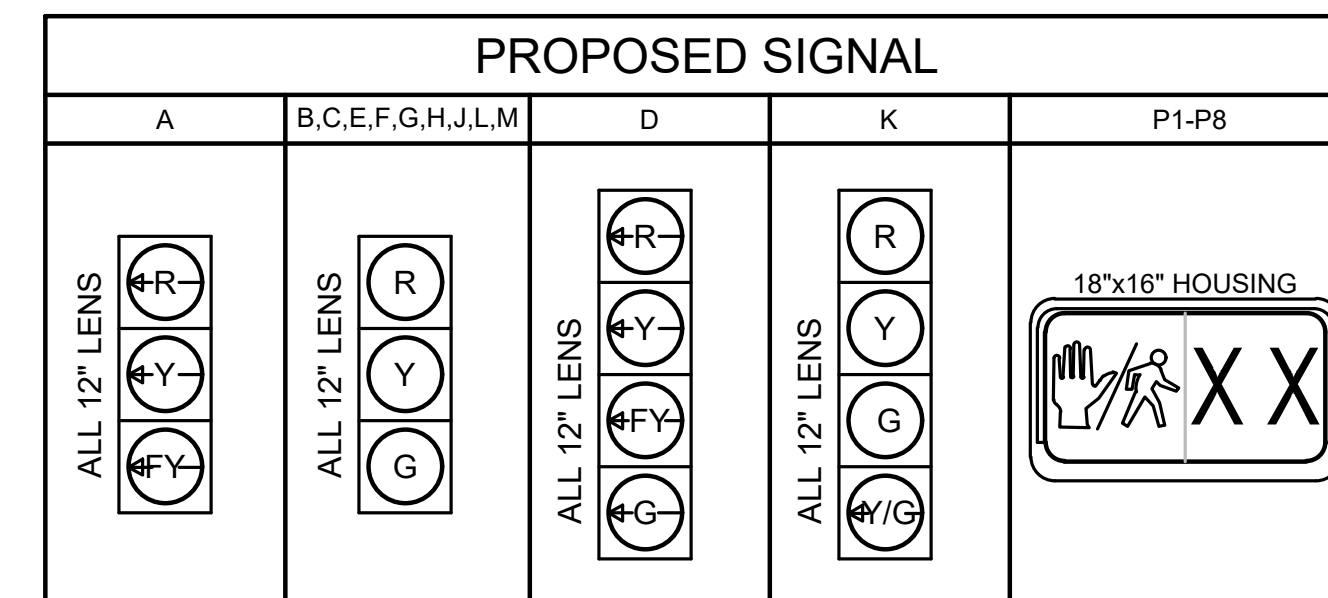 PROPOSED SIGNAL
A
B,C,E,F,G,H,J,L,M
D
K
P1-P8
ALL 12" LENS
R
Y
FY
ALL 12" LENS
R
Y
G
ALL 12" LENS
R
Y
FY
G
ALL 12" LENS
R
Y
G
Y/G
18"x16" HOUSING
X X